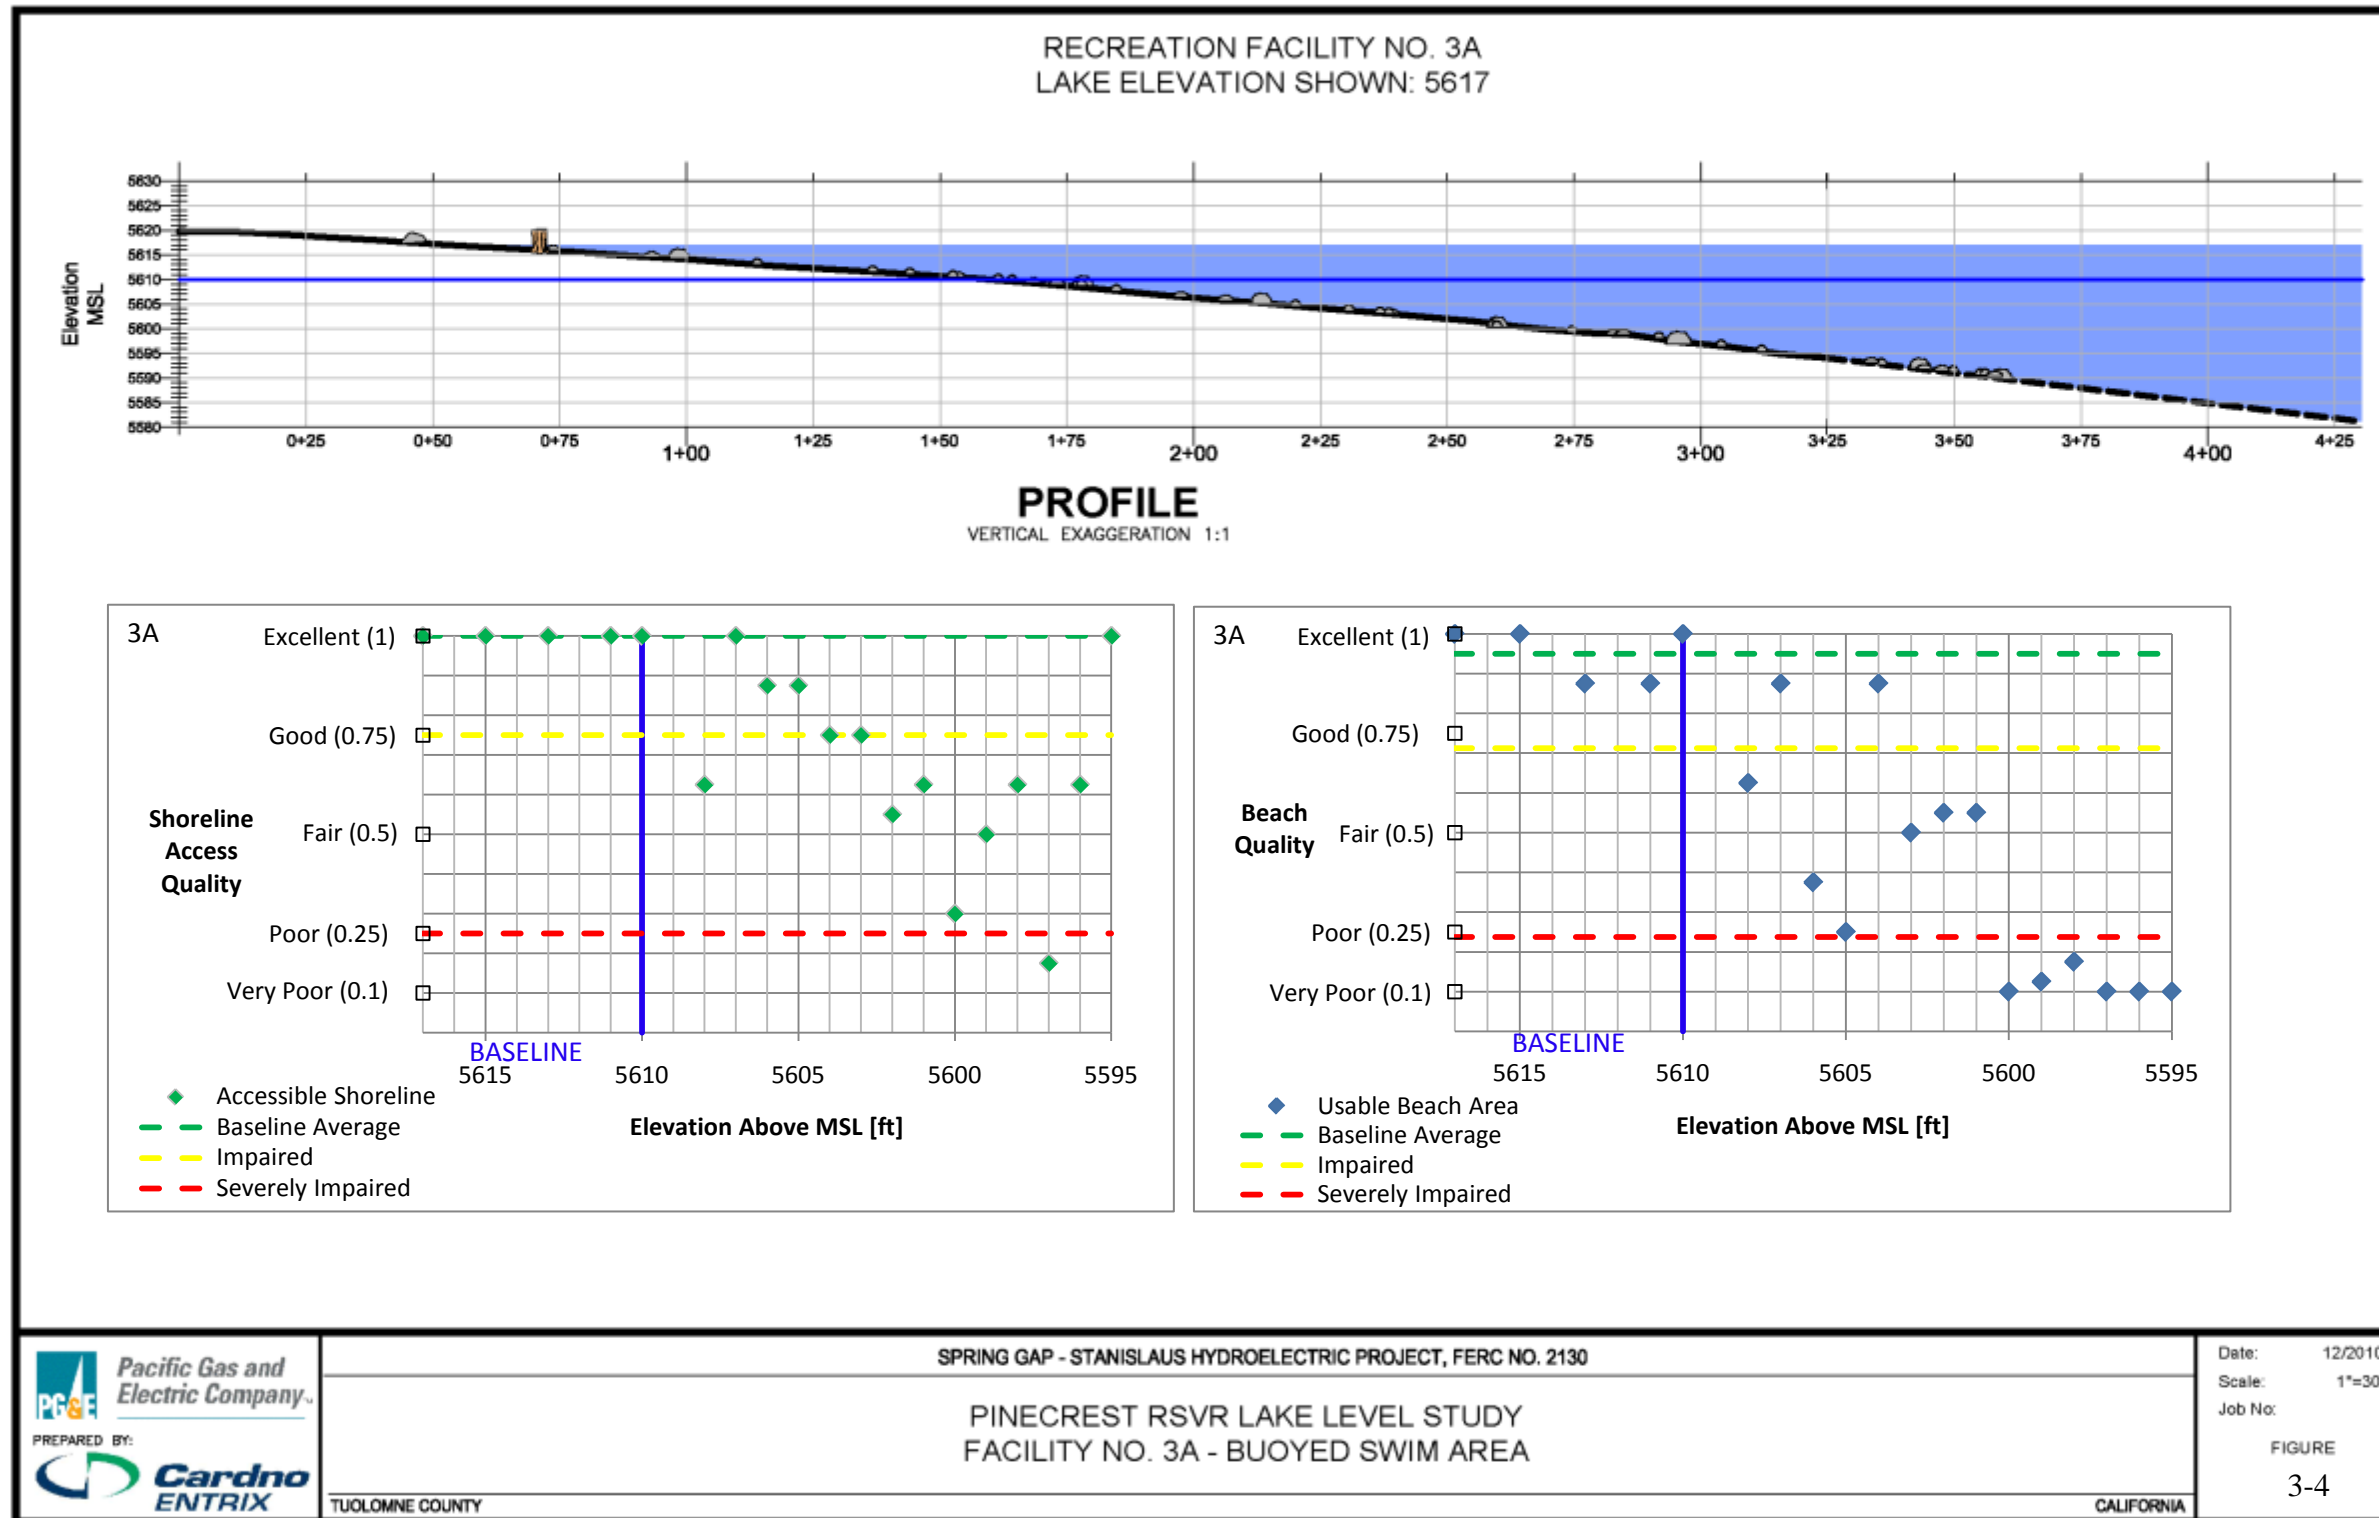 RECREATION FACILITY NO. 3A
LAKE ELEVATION SHOWN: 5617
5630
5625
5620
5615
5610
5605
5600
5595
5590
5585
5580
Elevation
MSL
0+25 0+50 0+75 1+00 1+25 1+50 1+75 2+00 2+25 2+50 2+75 3+00 3+25 3+50 3+75 4+00 4+25
PROFILE
VERTICAL EXAGGERATION 1:1
3A
Excellent (1)
Good (0.75)
Shoreline
Access
Quality
Fair (0.5)
Poor (0.25)
Very Poor (0.1)
BASELINE
5615 5610 5605 5600 5595
Accessible Shoreline
Baseline Average
Impaired
Severely Impaired
Elevation Above MSL [ft]
3A
Excellent (1)
Good (0.75)
Beach
Quality
Fair (0.5)
Poor (0.25)
Very Poor (0.1)
BASELINE
5615 5610 5605 5600 5595
Usable Beach Area
Baseline Average
Impaired
Severely Impaired
Elevation Above MSL [ft]
PG&E
Pacific Gas and
Electric Company
PREPARED BY:
Cardno
ENTRIX
SPRING GAP - STANISLAUS HYDROELECTRIC PROJECT, FERC NO. 2130
PINECREST RSVR LAKE LEVEL STUDY
FACILITY NO. 3A - BUOYED SWIM AREA
TUOLOMNE COUNTY
CALIFORNIA
Date: 12/2010
Scale: 1"=30
Job No:
FIGURE
3-4